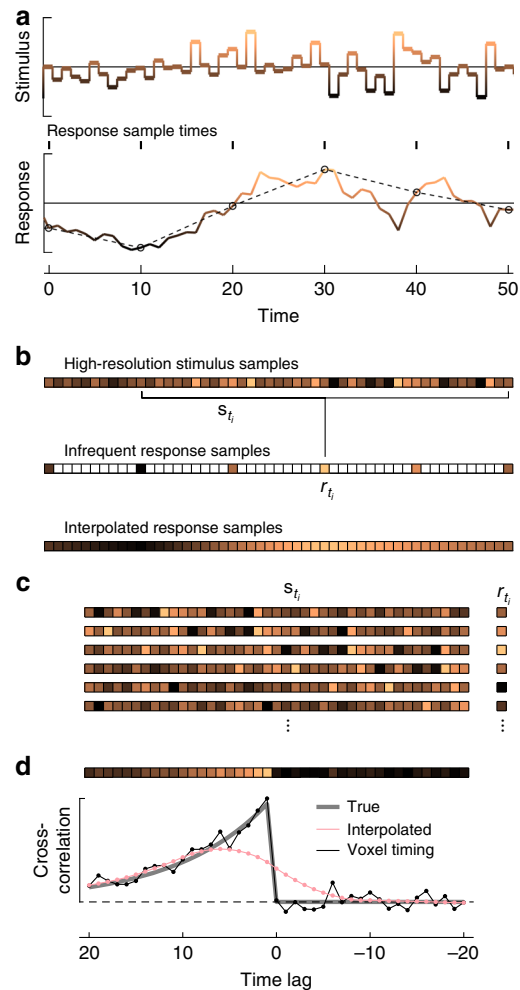 a
Stimulus
Response sample times
Response
0 10 20 30 40 50
Time
b
High-resolution stimulus samples
s_{t_i}
Infrequent response samples
r_{t_i}
Interpolated response samples
c
s_{t_i} r_{t_i}
⋮ ⋮
d
True
Interpolated
Voxel timing
Cross-
correlation
20 10 0 −10 −20
Time lag